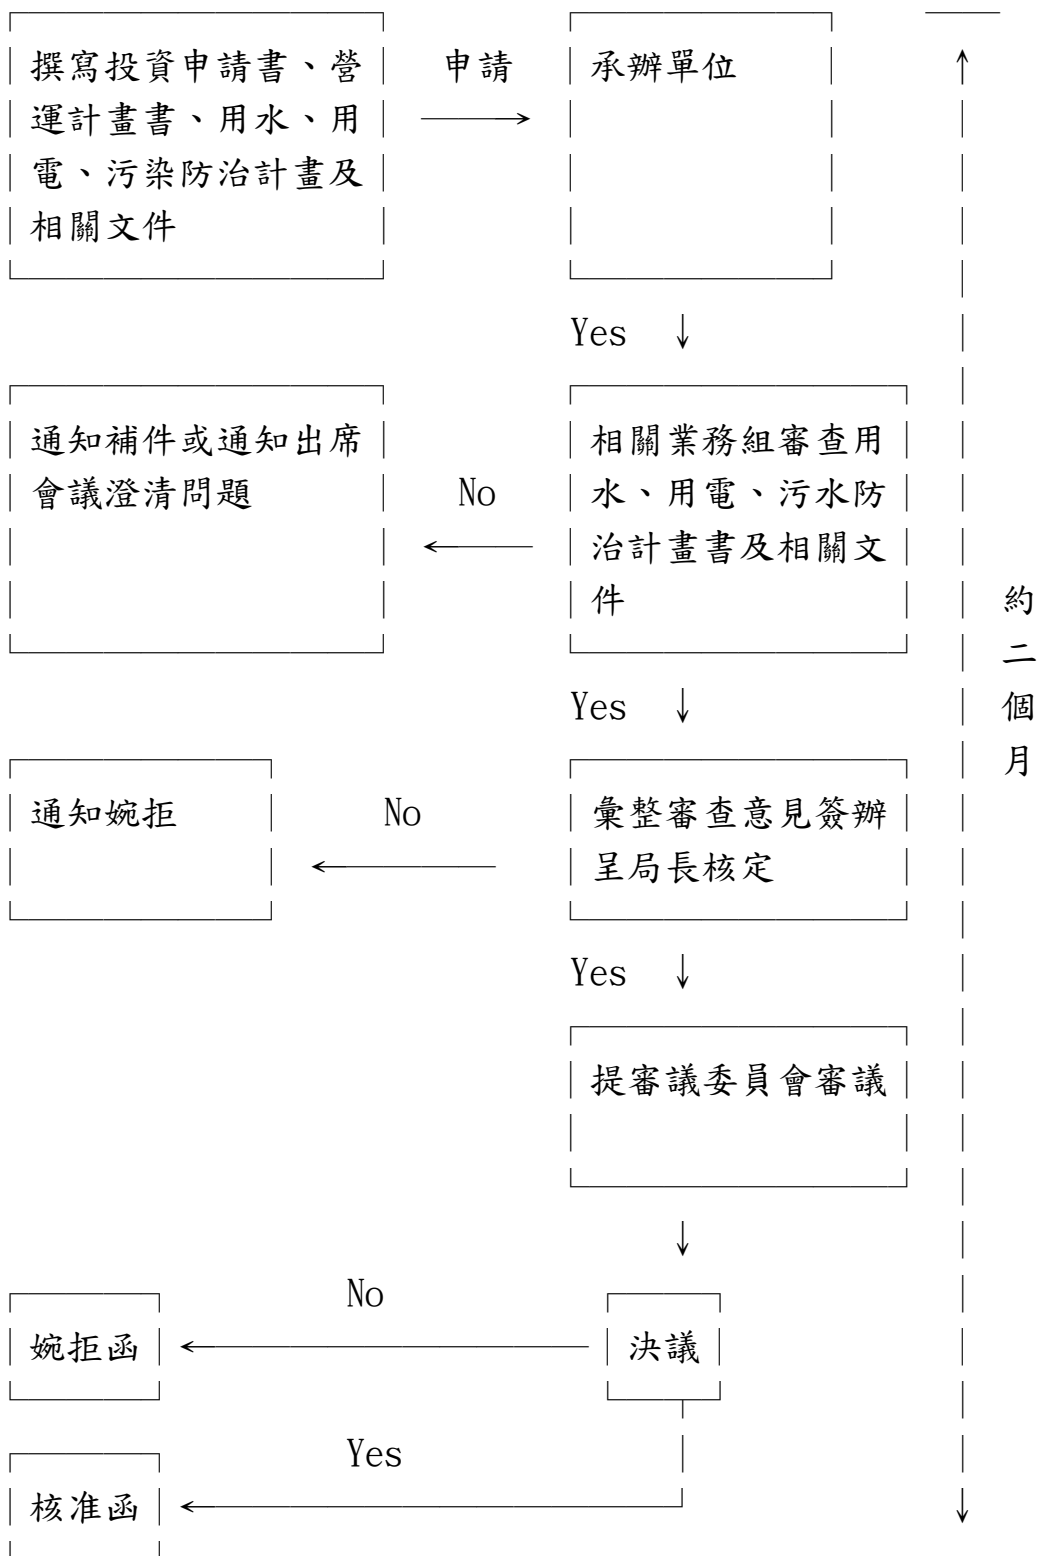 撰寫投資申請書、營
運計畫書、用水、用
電、污染防治計畫及
相關文件
申請
承辦單位
Yes
通知補件或通知出席
會議澄清問題
No
相關業務組審查用
水、用電、污水防
治計畫書及相關文
件
約
二
個
月
Yes
通知婉拒
No
彙整審查意見簽辦
呈局長核定
Yes
提審議委員會審議
No
婉拒函
決議
Yes
核准函